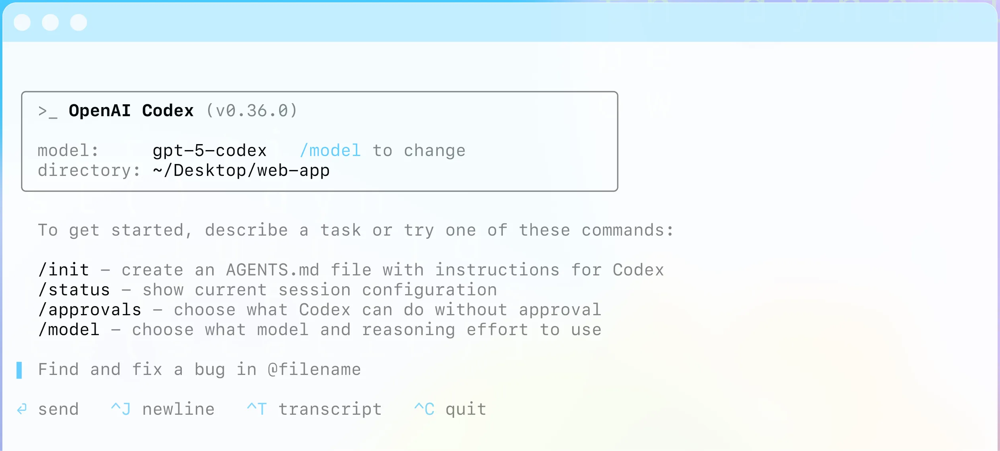 >_ OpenAI Codex (v0.36.0)
model: gpt-5-codex /model to change
directory: ~/Desktop/web-app
To get started, describe a task or try one of these commands:
/init – create an AGENTS.md file with instructions for Codex
/status – show current session configuration
/approvals – choose what Codex can do without approval
/model – choose what model and reasoning effort to use
Find and fix a bug in @filename
⏎ send ^J newline ^T transcript ^C quit